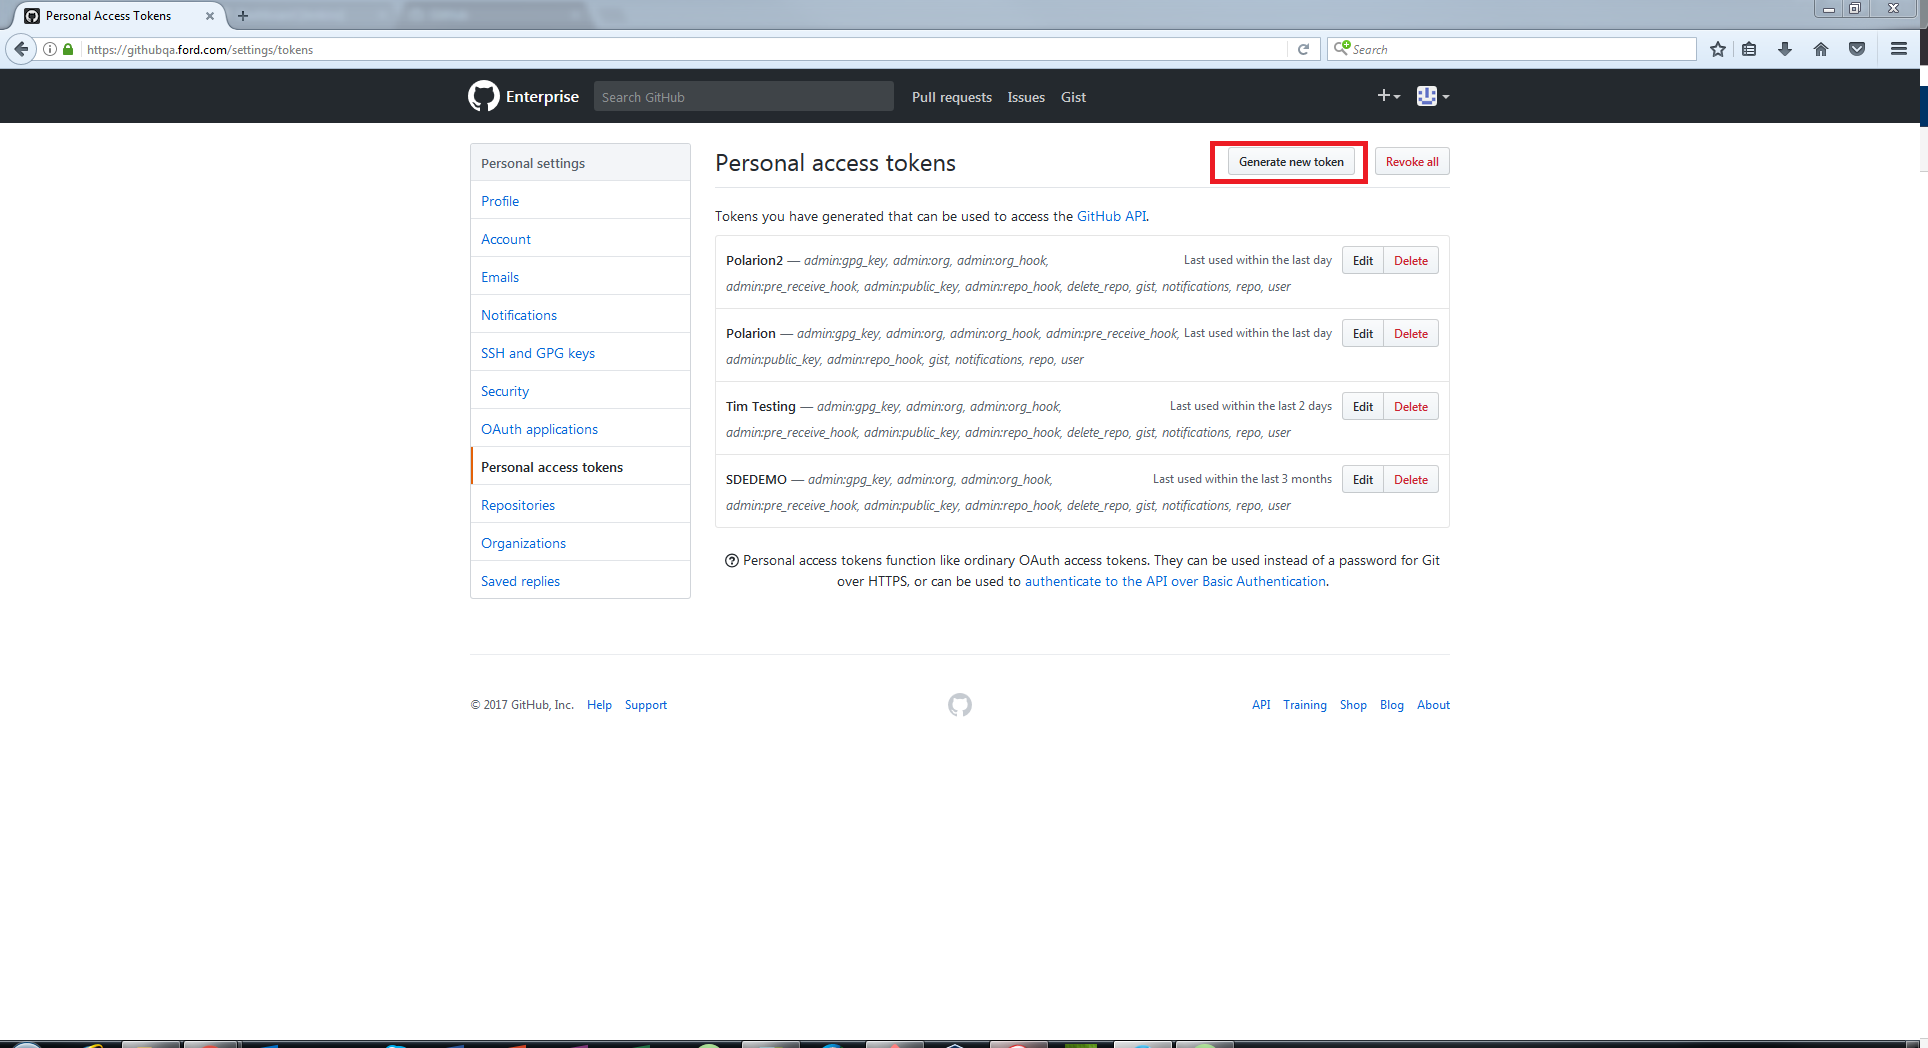 Personal Access Tokens
https://githubqa.ford.com/settings/tokens
Search
Enterprise
Search GitHub
Pull requests
Issues
Gist
Personal settings
Profile
Account
Emails
Notifications
SSH and GPG keys
Security
OAuth applications
Personal access tokens
Repositories
Organizations
Saved replies
Personal access tokens
Generate new token
Revoke all
Tokens you have generated that can be used to access the GitHub API.
Polarion2 — admin:gpg_key, admin:org, admin:org_hook,
Last used within the last day
Edit
Delete
admin:pre_receive_hook, admin:public_key, admin:repo_hook, delete_repo, gist, notifications, repo, user
Polarion — admin:gpg_key, admin:org, admin:org_hook, admin:pre_receive_hook,
Last used within the last day
Edit
Delete
admin:public_key, admin:repo_hook, gist, notifications, repo, user
Tim Testing — admin:gpg_key, admin:org, admin:org_hook,
Last used within the last 2 days
Edit
Delete
admin:pre_receive_hook, admin:public_key, admin:repo_hook, delete_repo, gist, notifications, repo, user
SDEDEMO — admin:gpg_key, admin:org, admin:org_hook,
Last used within the last 3 months
Edit
Delete
admin:pre_receive_hook, admin:public_key, admin:repo_hook, delete_repo, gist, notifications, repo, user
Personal access tokens function like ordinary OAuth access tokens. They can be used instead of a password for Git
over HTTPS, or can be used to authenticate to the API over Basic Authentication.
© 2017 GitHub, Inc.
Help
Support
API
Training
Shop
Blog
About